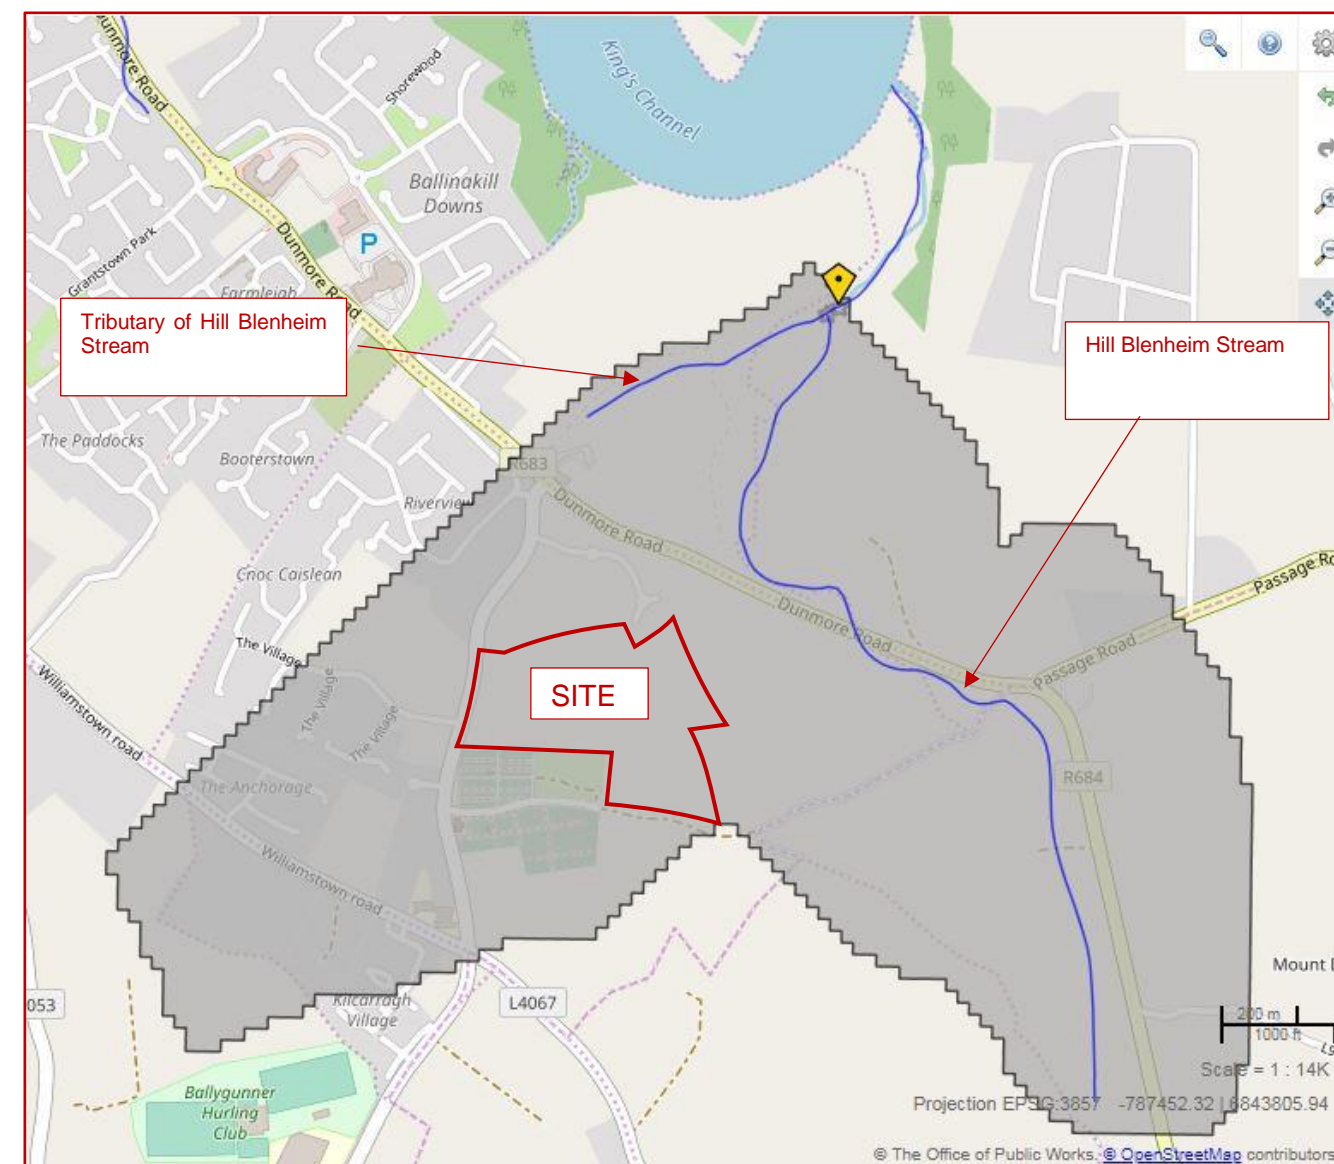 Dunmore Road
Shorewood
King's Channel
Ballinakill
Downs
P
Grantstown Park
Dunmore Road
Farmleigh
Tributary of Hill Blenheim
Stream
Hill Blenheim Stream
The Paddocks
Booterstown
R683
Riverview
Dunmore Road
Cnoc Caislean
Passage Ro
Dunmore Road
The Village
Passage Road
Williamstown road
The Village
SITE
The Village
R684
The Anchorage
Williamstown road
Mount D
053
Kilcarragh
Village
L4067
200 m
1000 ft
Scale = 1 : 14K
Ballygunner
Hurling
Club
Projection EPSG:3857 -787452.32 | 6843805.94
© The Office of Public Works. © OpenStreetMap contributors